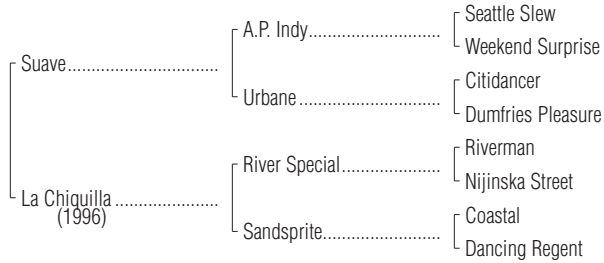 Seattle Slew
A.P. Indy
Weekend Surprise
Suave
Citidancer
Urbane
Dumfries Pleasure
Riverman
River Special
Nijinska Street
La Chiquilla
(1996)
Coastal
Sandsprite
Dancing Regent